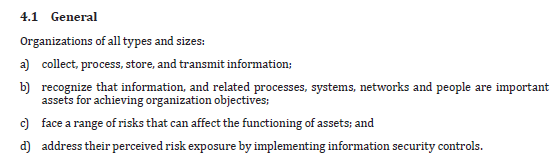 4.1 General
Organizations of all types and sizes:
a) collect, process, store, and transmit information;
b) recognize that information, and related processes, systems, networks and people are important
assets for achieving organization objectives;
c) face a range of risks that can affect the functioning of assets; and
d) address their perceived risk exposure by implementing information security controls.